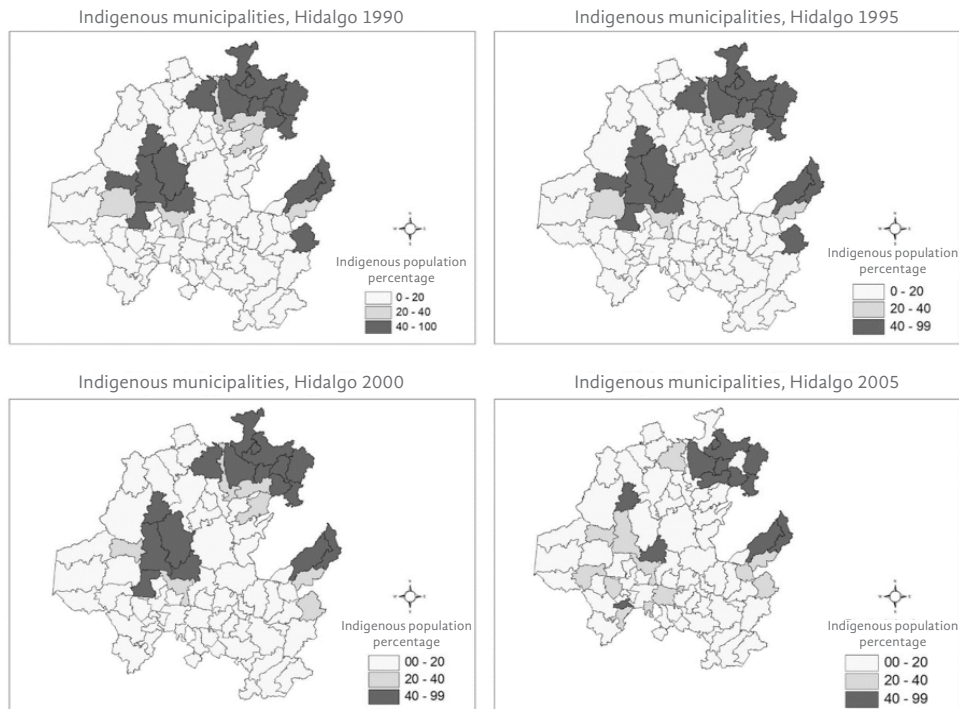 Indigenous municipalities, Hidalgo 1990
Indigenous population
percentage
0 - 20
20 - 40
40 - 100
Indigenous municipalities, Hidalgo 1995
Indigenous population
percentage
0 - 20
20 - 40
40 - 99
Indigenous municipalities, Hidalgo 2000
Indigenous population
percentage
00 - 20
20 - 40
40 - 99
Indigenous municipalities, Hidalgo 2005
Indigenous population
percentage
00 - 20
20 - 40
40 - 99